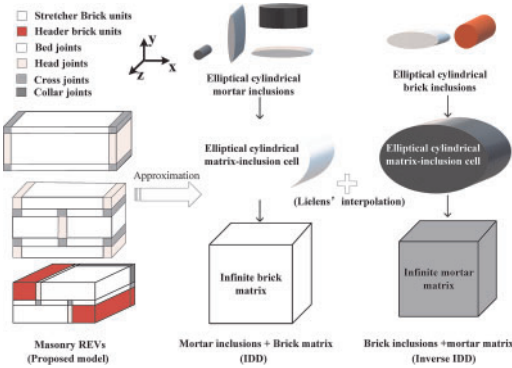 Stretcher Brick units
Header brick units
Bed joints
Head joints
Cross joints
Collar joints
y
x
z
Elliptical cylindrical
mortar inclusions
Elliptical cylindrical
brick inclusions
Approximation
Elliptical cylindrical
matrix-inclusion cell
Elliptical cylindrical
matrix-inclusion cell
(Lielens’ interpolation)
Infinite brick
matrix
Infinite mortar
matrix
Masonry REVs
(Proposed model)
Mortar inclusions + Brick matrix
(IDD)
Brick inclusions +mortar matrix
(Inverse IDD)